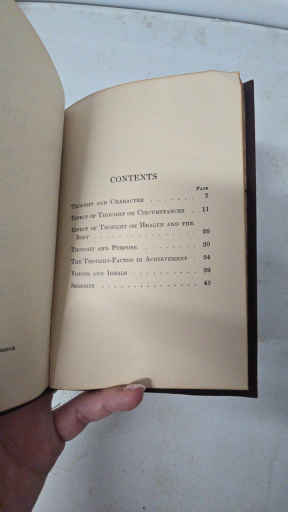 CONTENTS
PAGE
THOUGHT AND CHARACTER . . . . . . . 7
EFFECT OF THOUGHT ON CIRCUMSTANCES . 11
EFFECT OF THOUGHT ON HEALTH AND THE
BODY . . . . . . . . . . . . . .
THOUGHT AND PURPOSE . . . . . . . . 30
THE THOUGHT-FACTOR IN ACHIEVEMENT . 34
VISIONS AND IDEALS . . . . . . . . . 39
SERENITY . . . . . . . . . . . . .